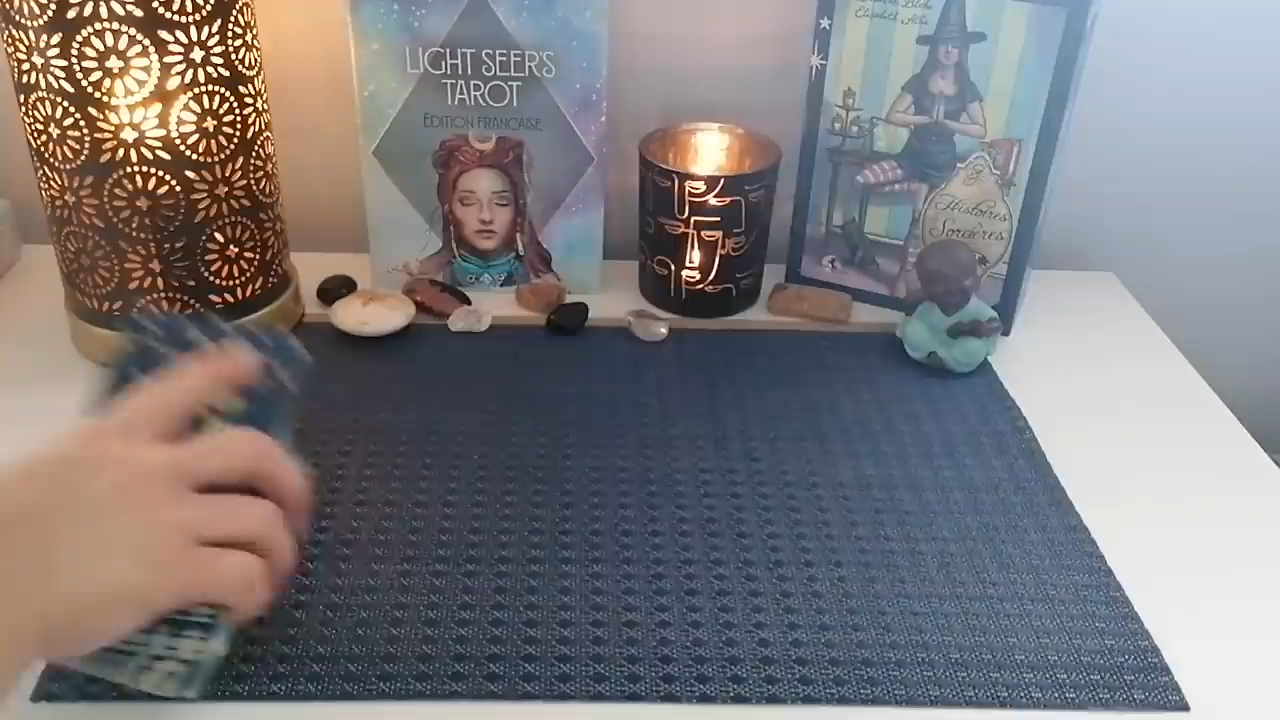 LIGHT SEER'S
TAROT
ÉDITION FRANÇAISE
Histoires
Sorcières